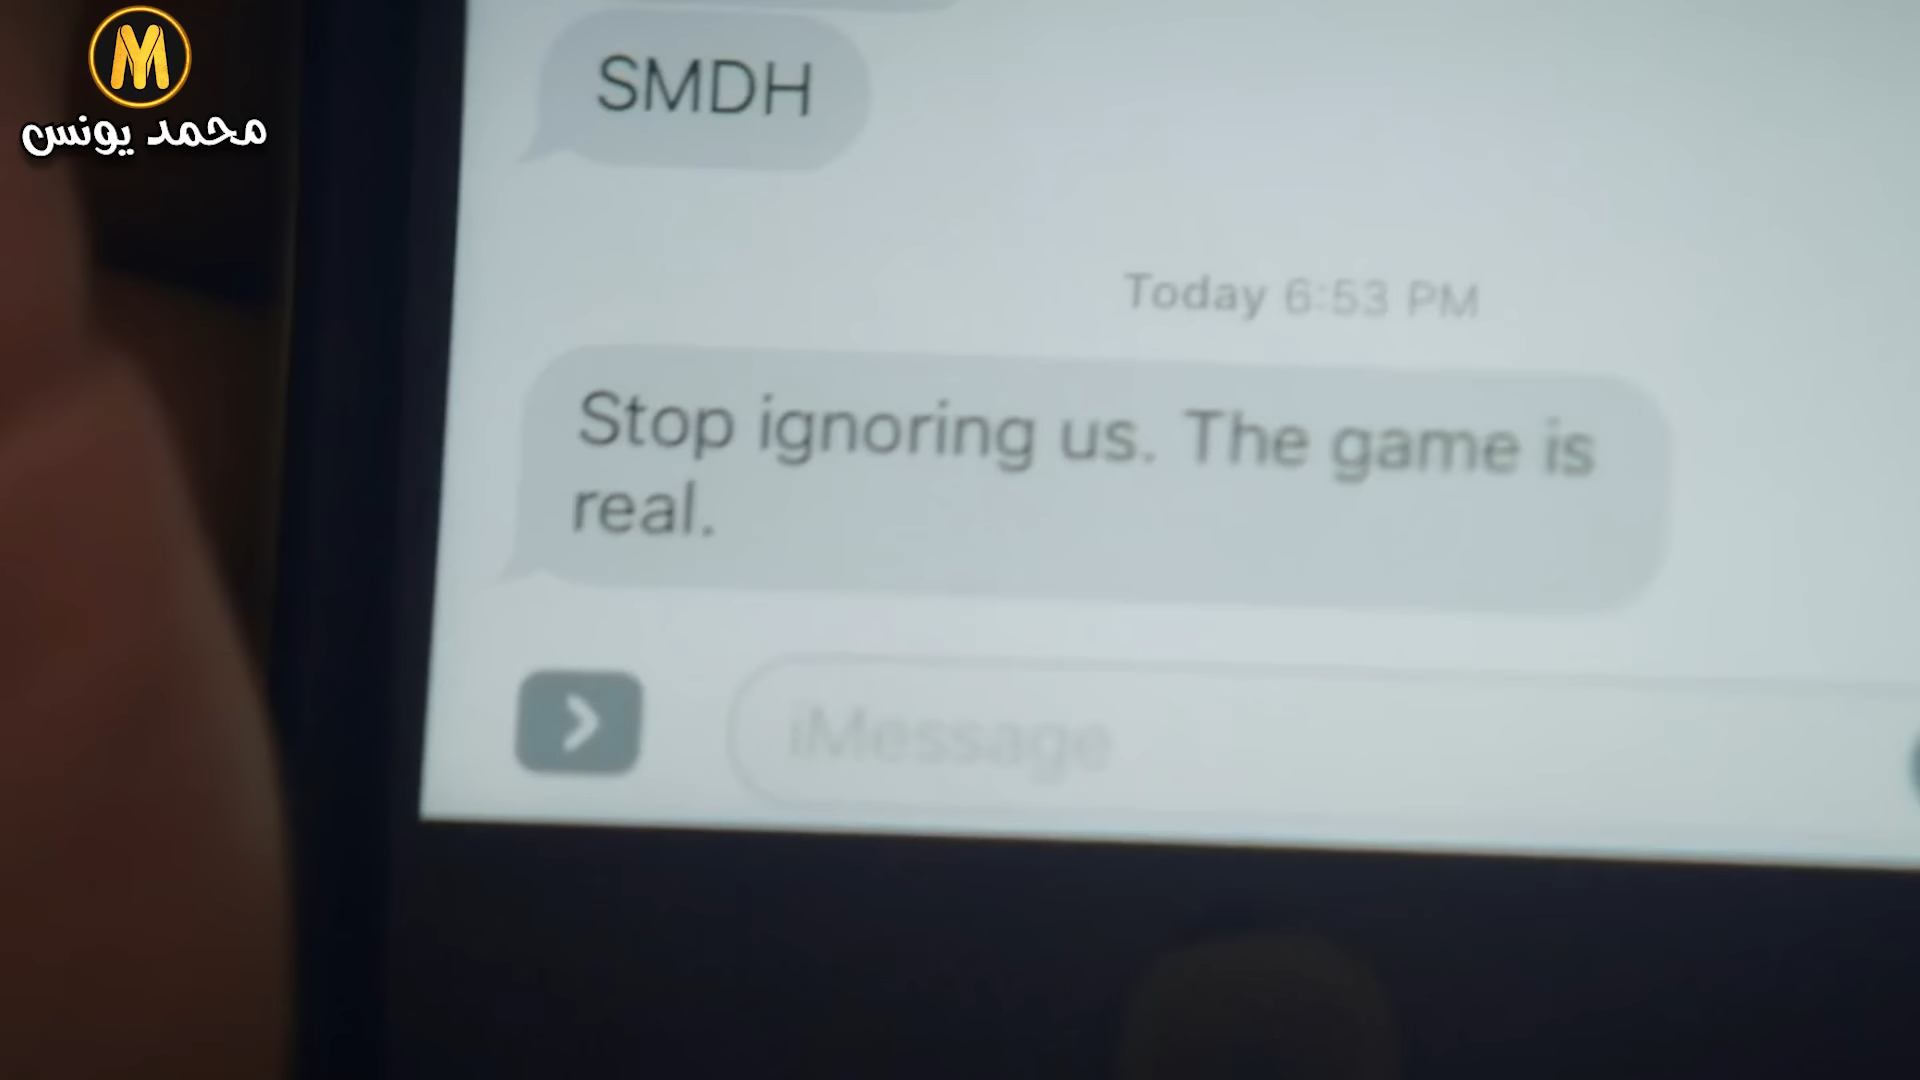 محمد يونس
SMDH
Today 6:53 PM
Stop ignoring us. The game is
real.
iMessage